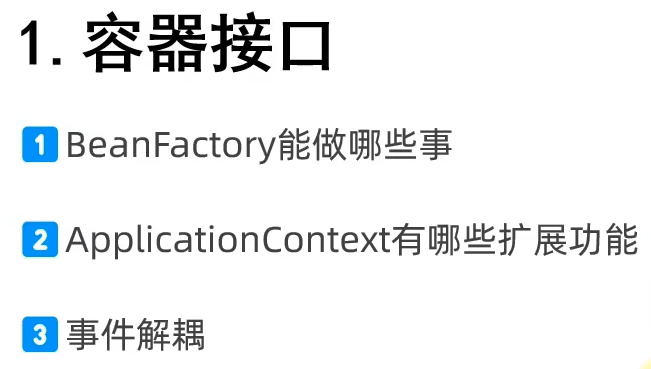 1. 容器接口
1 BeanFactory能做哪些事
2 ApplicationContext有哪些扩展功能
3 事件解耦